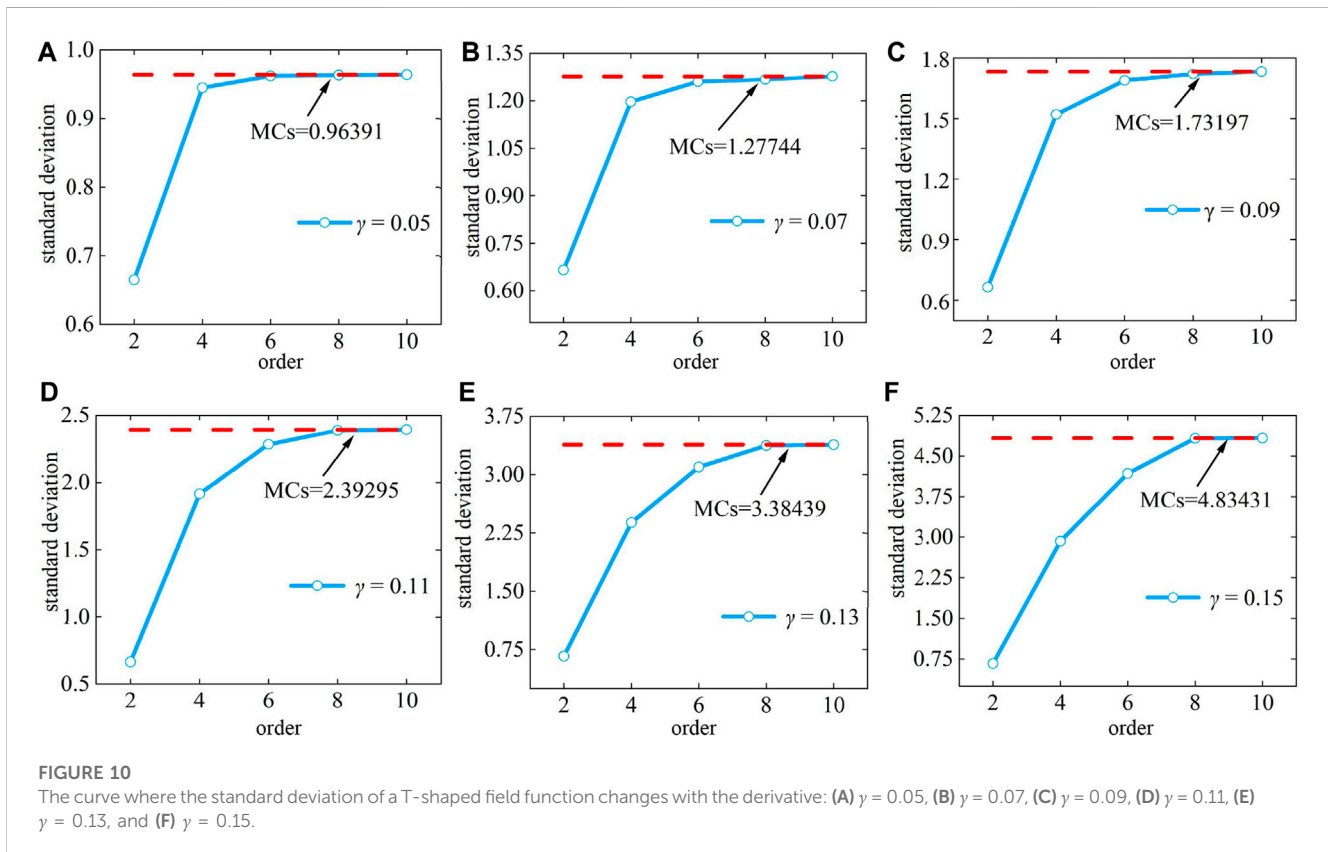 A
1.0
0.9
0.8
0.7
0.6
standard deviation
MCs=0.96391
γ = 0.05
2 4 6 8 10
order
B
1.35
1.20
1.05
0.90
0.75
0.60
standard deviation
MCs=1.27744
γ = 0.07
2 4 6 8 10
order
C
1.8
1.5
1.2
0.9
0.6
standard deviation
MCs=1.73197
γ = 0.09
2 4 6 8 10
order
D
2.5
2.0
1.5
1.0
0.5
standard deviation
MCs=2.39295
γ = 0.11
2 4 6 8 10
order
E
3.75
3.00
2.25
1.50
0.75
standard deviation
MCs=3.38439
γ = 0.13
2 4 6 8 10
order
F
5.25
4.50
3.75
3.00
2.25
1.50
0.75
standard deviation
MCs=4.83431
γ = 0.15
2 4 6 8 10
order
FIGURE 10
The curve where the standard deviation of a T-shaped field function changes with the derivative: (A) γ = 0.05, (B) γ = 0.07, (C) γ = 0.09, (D) γ = 0.11, (E)
γ = 0.13, and (F) γ = 0.15.